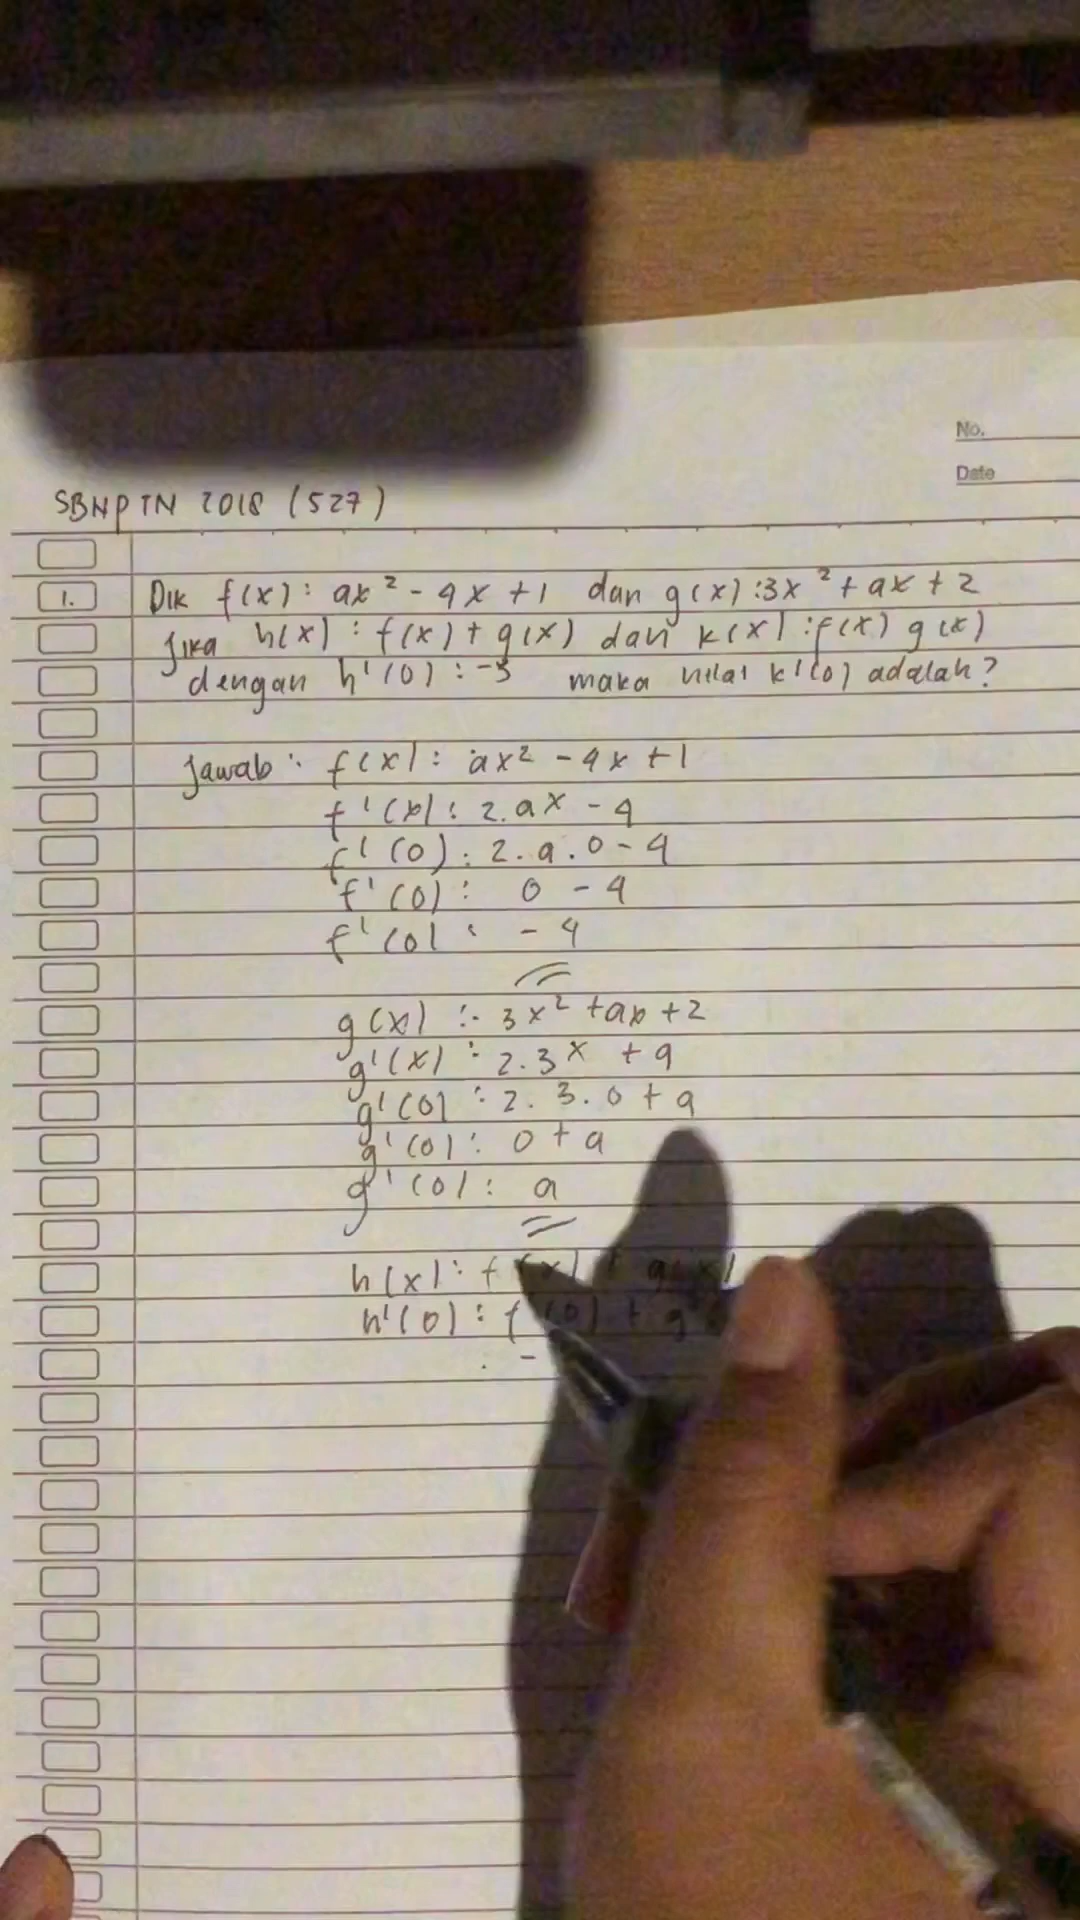 No.
Date
SBMPTN 2018 (527)
1. Dik f(x) : ax² - 4x + 1 dan g(x) : 3x² + ax + 2
Jika h(x) : f(x) + g(x) dan k(x) : f(x) g(x)
dengan h'(0) : -3 maka nilai k'(0) adalah?
Jawab : f(x) : ax² - 4x + 1
f'(x) : 2.ax - 4
f'(0) : 2.a.0 - 4
f'(0) : 0 - 4
f'(0) : - 4
g(x) : 3x² + ax + 2
g'(x) : 2.3x + a
g'(0) : 2.3.0 + a
g'(0) : 0 + a
g'(0) : a
h(x) : f(x) + g(x)
h'(0) : f'(0) + g'
: -